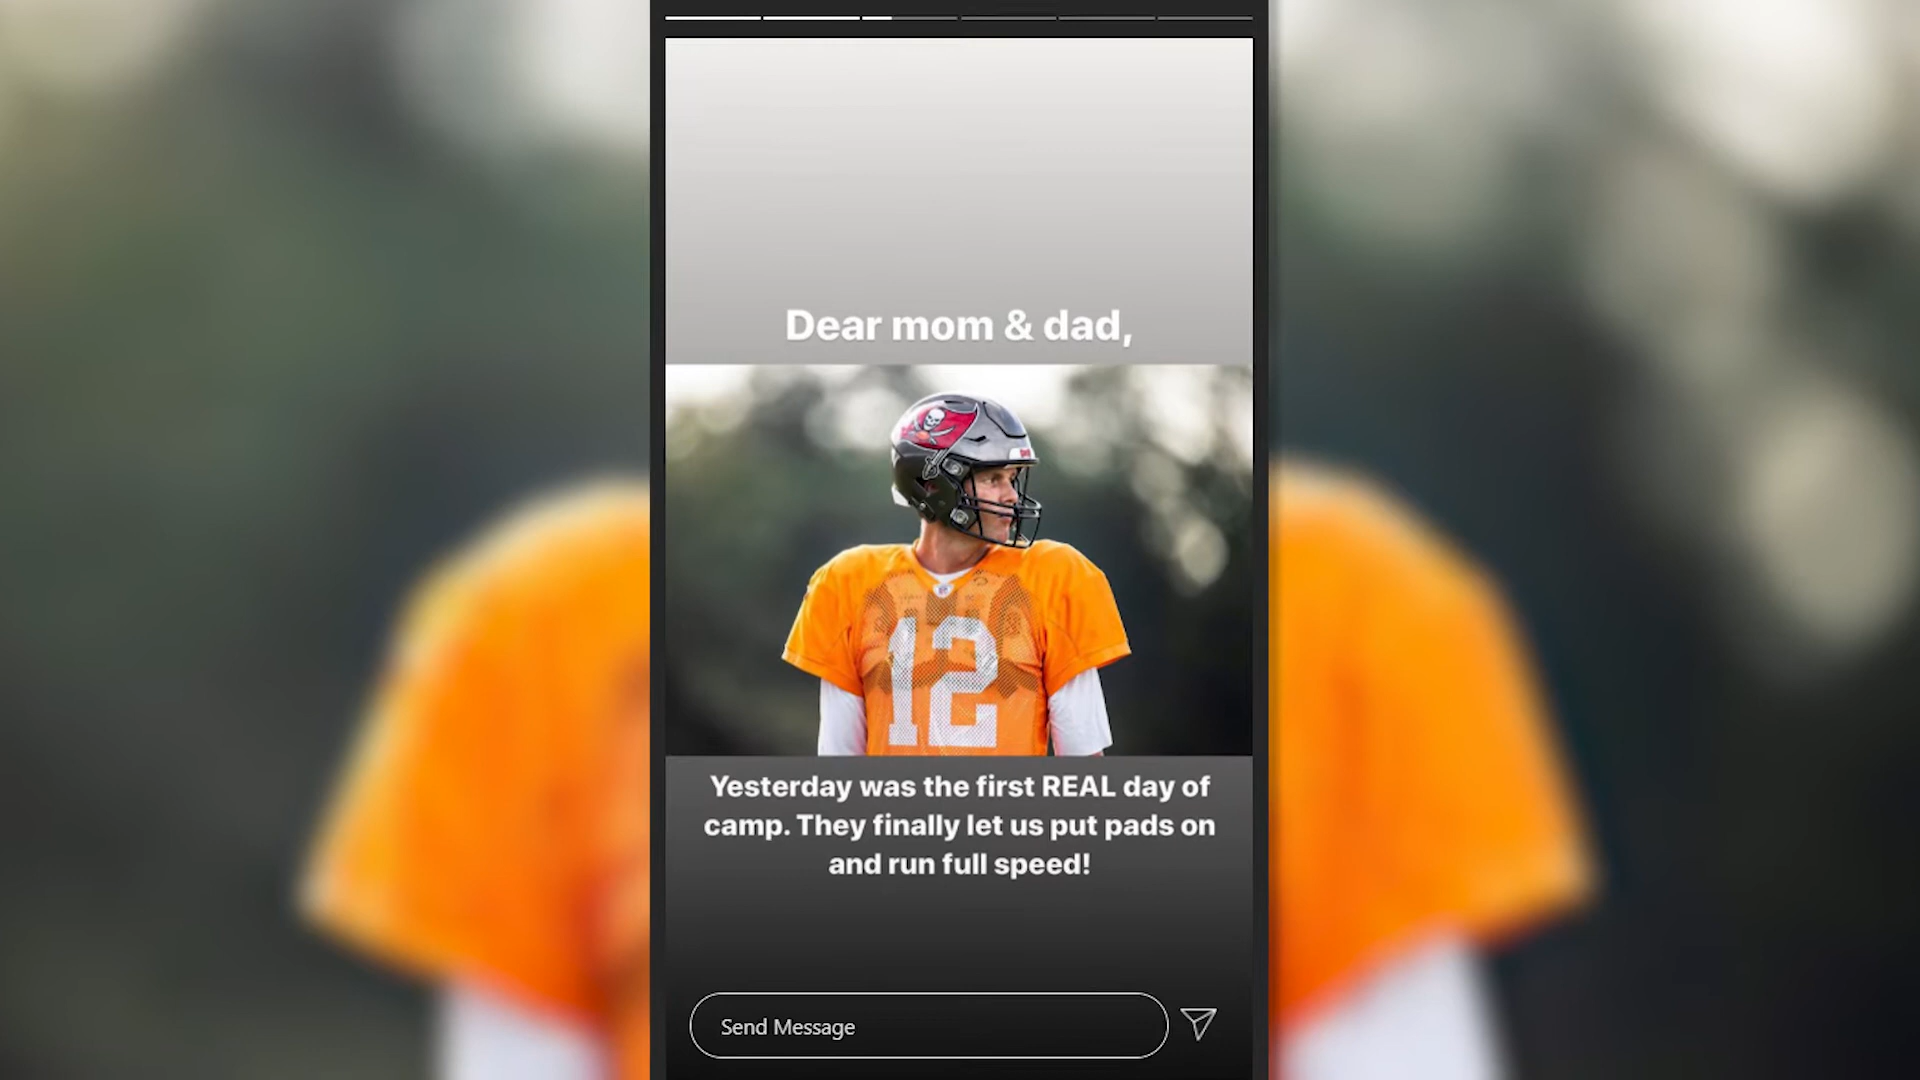 Dear mom & dad,
12
Yesterday was the first REAL day of
camp. They finally let us put pads on
and run full speed!
Send Message